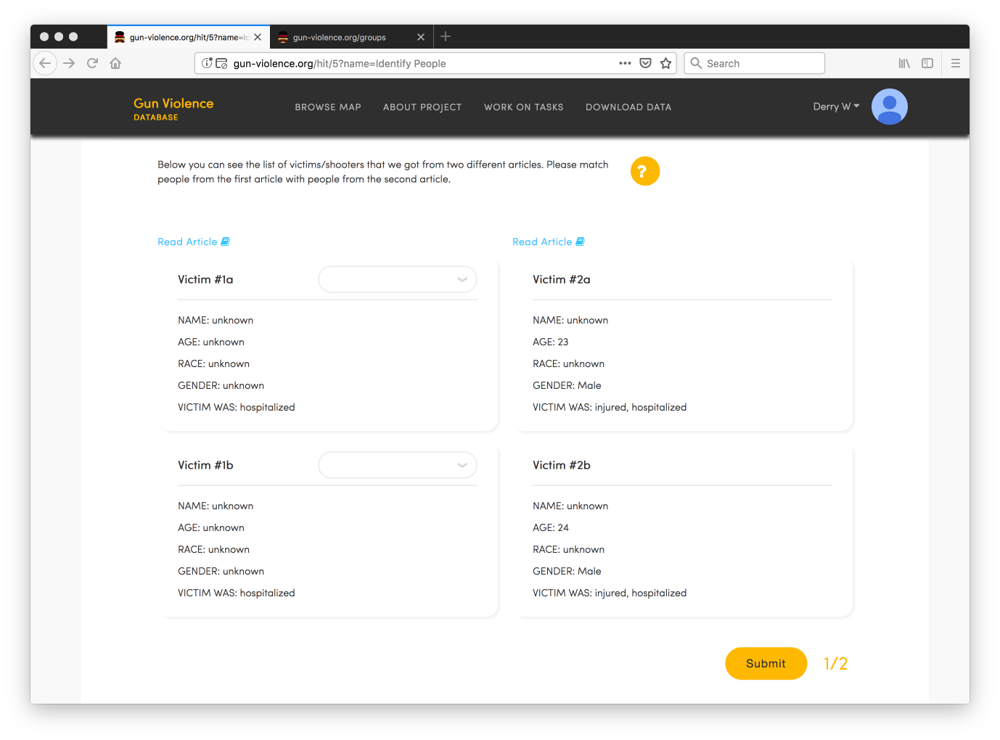 gun-violence.org/hit/5?name=Id
gun-violence.org/groups
gun-violence.org/hit/5?name=Identify People
Search
Gun Violence
DATABASE
BROWSE MAP
ABOUT PROJECT
WORK ON TASKS
DOWNLOAD DATA
Derry W
Below you can see the list of victims/shooters that we got from two different articles. Please match
people from the first article with people from the second article.
?
Read Article
Victim #1a
NAME: unknown
AGE: unknown
RACE: unknown
GENDER: unknown
VICTIM WAS: hospitalized
Victim #1b
NAME: unknown
AGE: unknown
RACE: unknown
GENDER: unknown
VICTIM WAS: hospitalized
Read Article
Victim #2a
NAME: unknown
AGE: 23
RACE: unknown
GENDER: Male
VICTIM WAS: injured, hospitalized
Victim #2b
NAME: unknown
AGE: 24
RACE: unknown
GENDER: Male
VICTIM WAS: injured, hospitalized
Submit
1/2